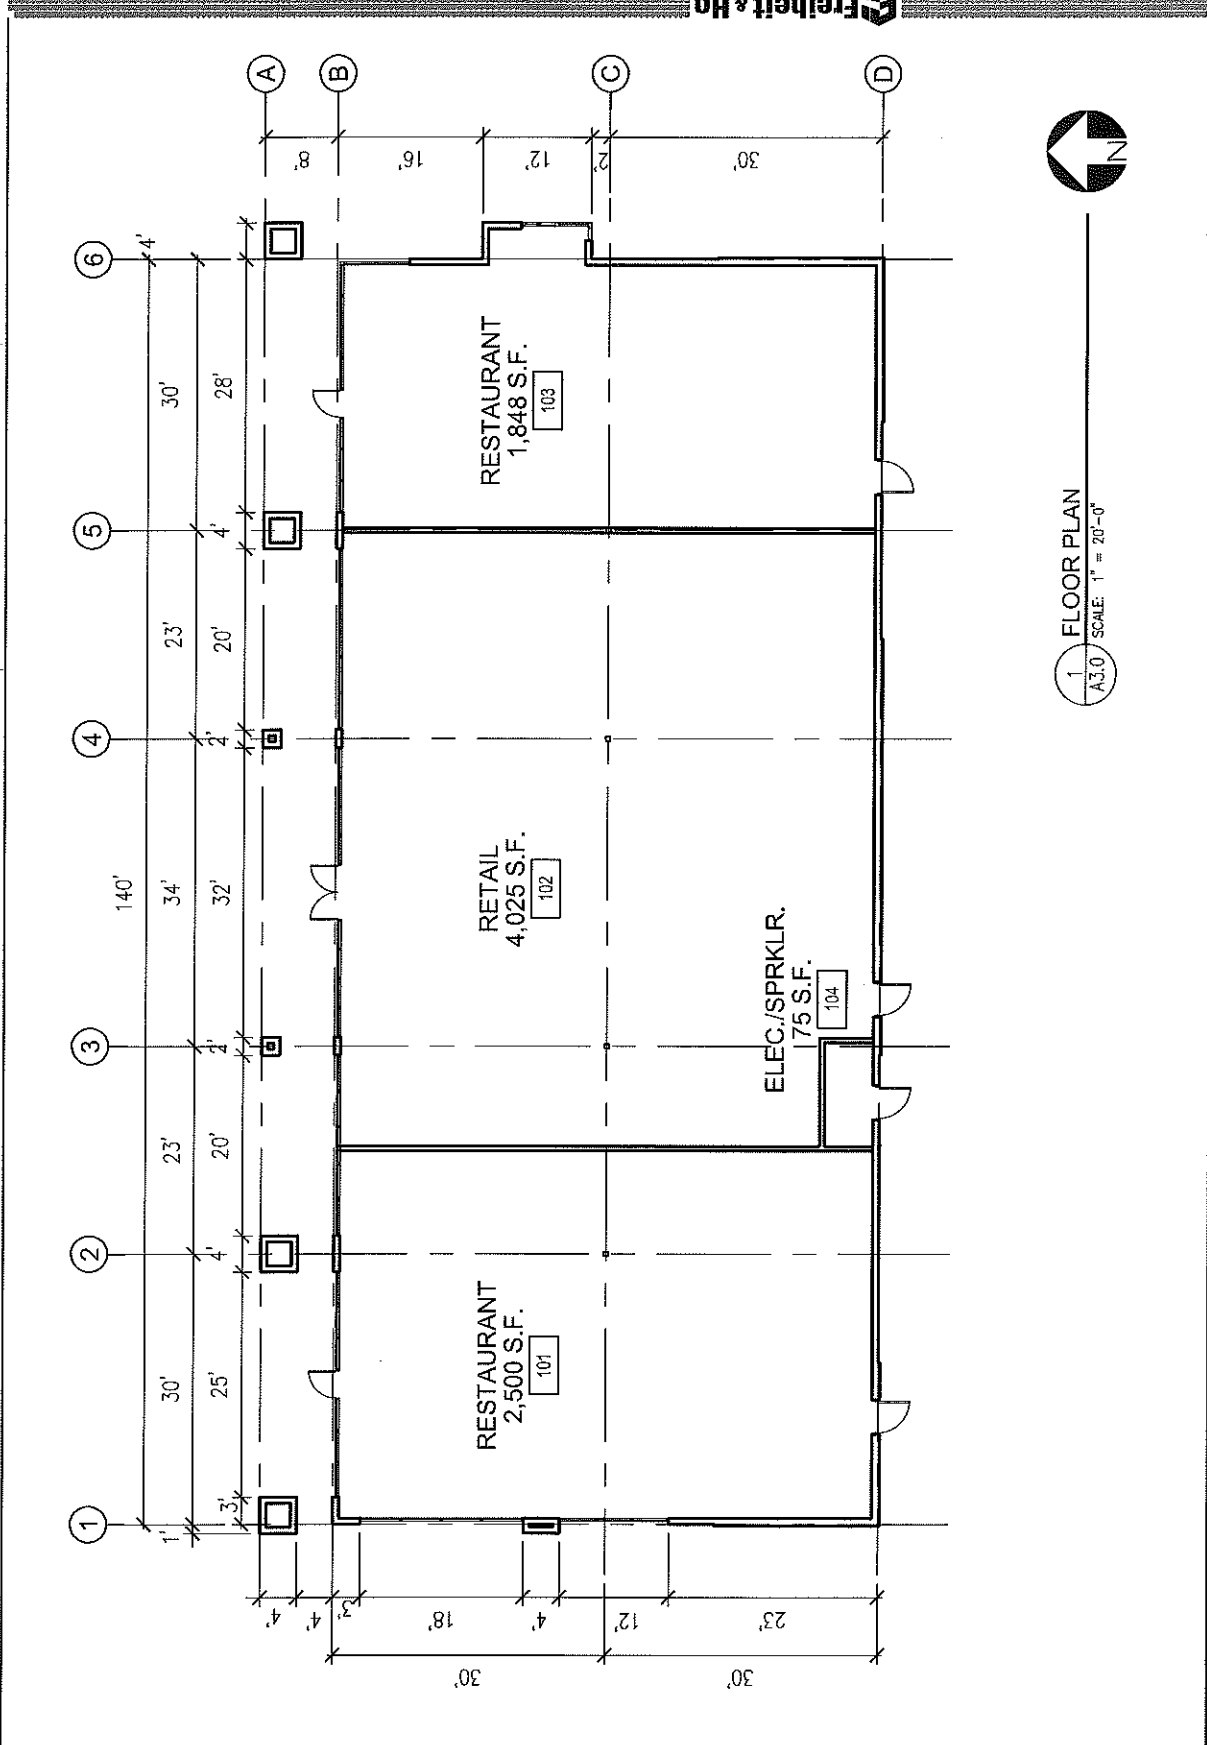 Freiheit & Ho
A
B
C
D
8'
16'
12'
2'
30'
6
4'
30'
28'
RESTAURANT
1,848 S.F.
103
5
4'
23'
20'
4
2'
140'
34'
32'
RETAIL
4,025 S.F.
102
ELEC./SPRKLR.
75 S.F.
104
3
2'
23'
20'
2
4'
30'
25'
RESTAURANT
2,500 S.F.
101
1
3'
1'
4'
4'
3'
18'
4'
12'
23'
30'
30'
N
1
A3.0
FLOOR PLAN
SCALE: 1" = 20'-0"